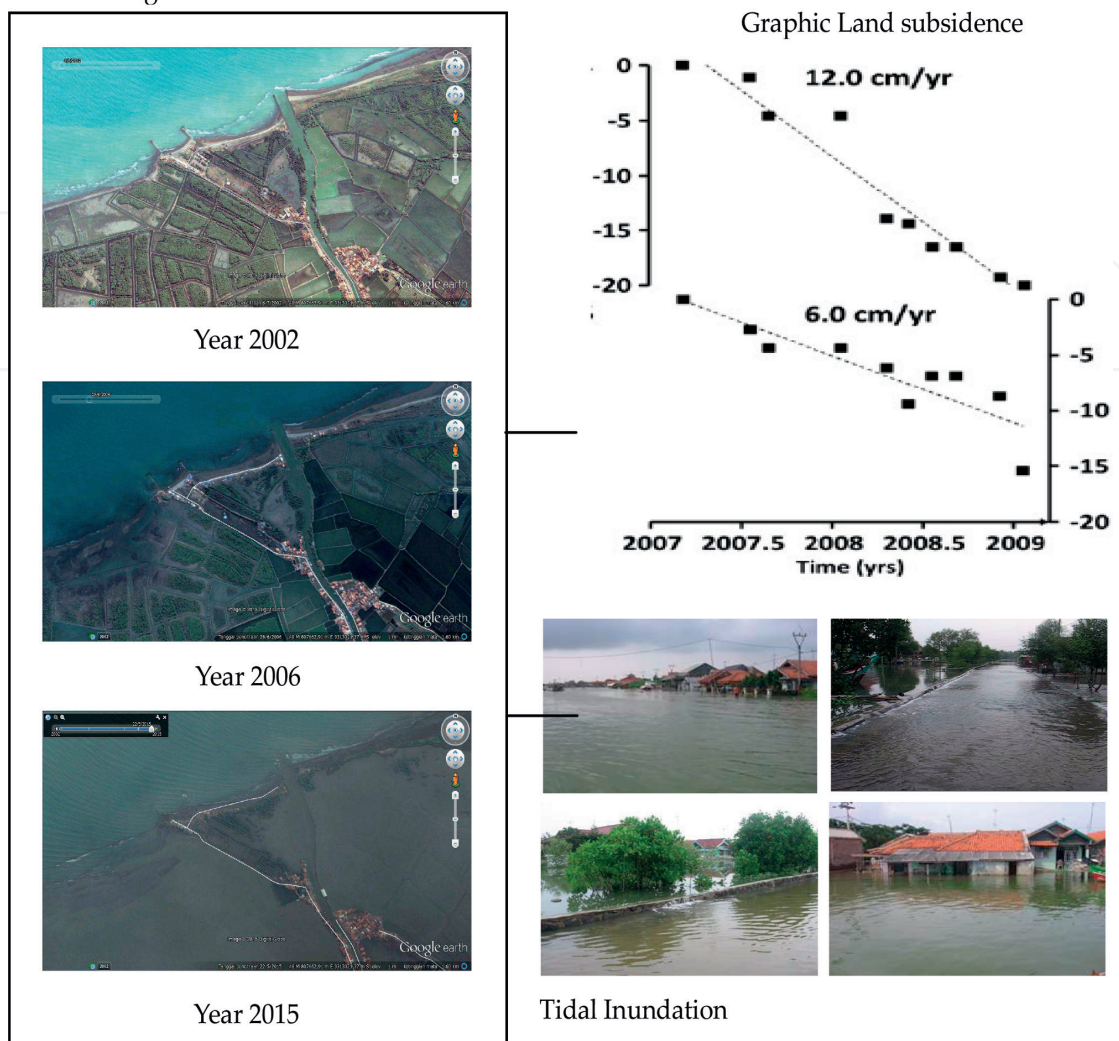 Graphic Land subsidence
Google earth
Year 2002
Google earth
Year 2006
Google earth
Year 2015
0
-5
-10
-15
-20
12.0 cm/yr
6.0 cm/yr
0
-5
-10
-15
-20
2007 2007.5 2008 2008.5 2009
Time (yrs)
Tidal Inundation